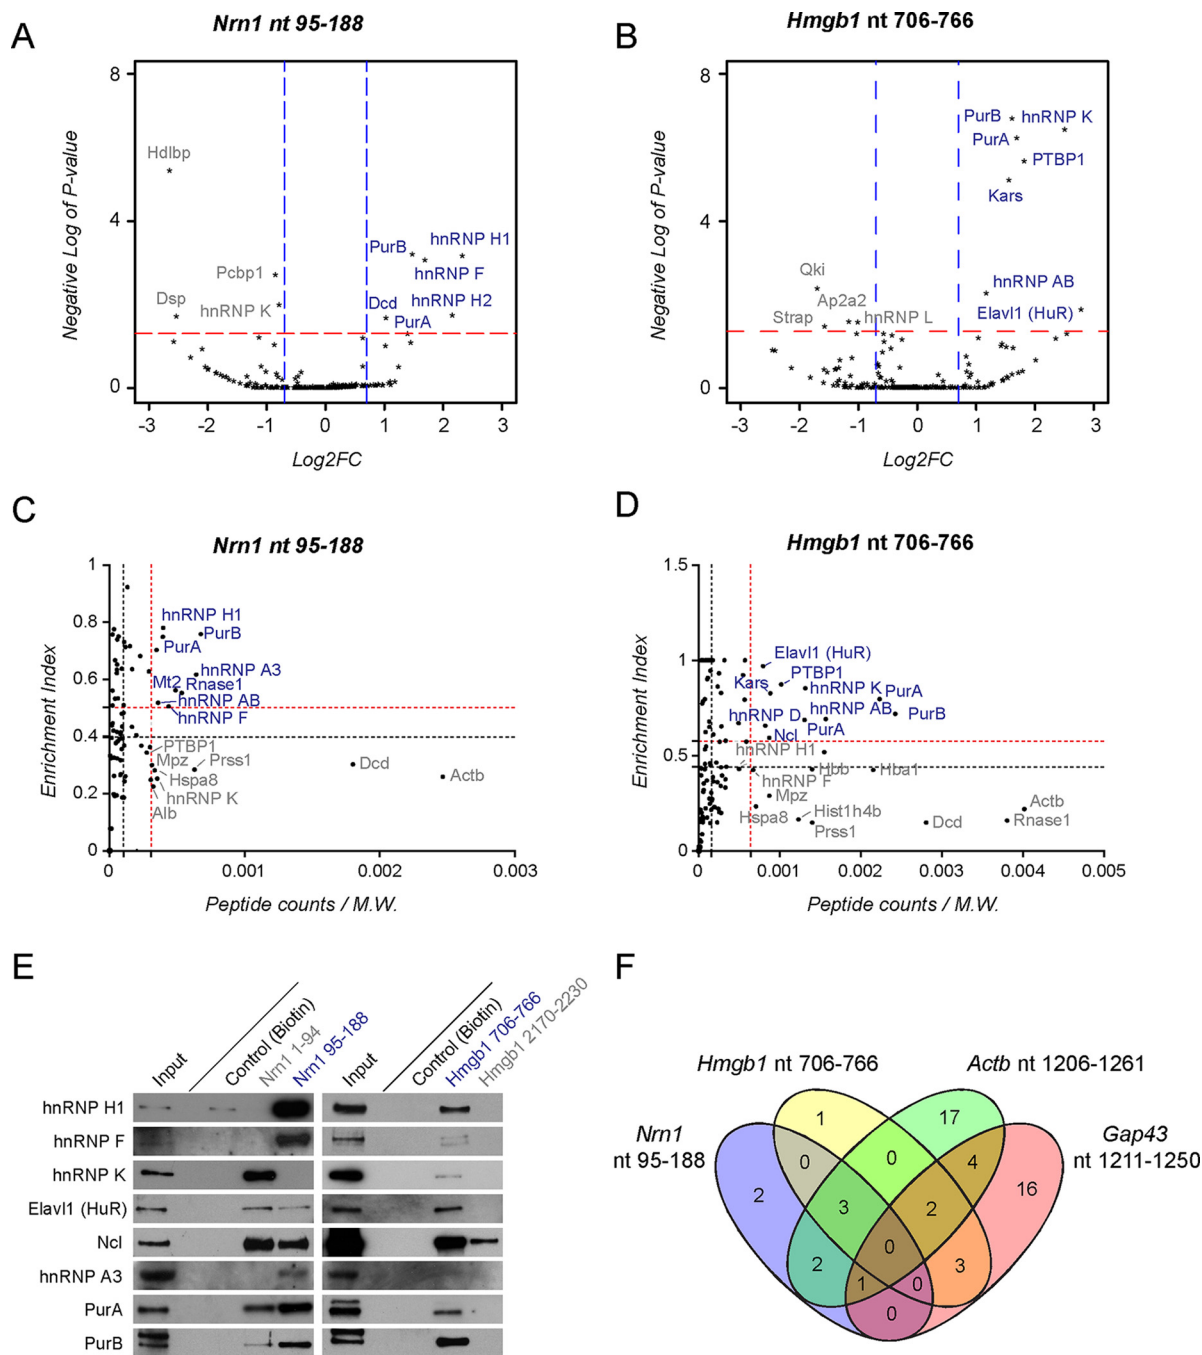 A
Nrn1 nt 95-188
Negative Log of P-value
8
4
0
Hdlbp
Pcbp1
Dsp
hnRNP K
PurB
hnRNP H1
hnRNP F
Dcd
hnRNP H2
PurA
-3 -2 -1 0 1 2 3
Log2FC
B
Hmgb1 nt 706-766
Negative Log of P-value
8
4
0
PurB
hnRNP K
PurA
PTBP1
Kars
Qki
hnRNP AB
Ap2a2
Strap
hnRNP L
Elavl1 (HuR)
-3 -2 -1 0 1 2 3
Log2FC
C
Nrn1 nt 95-188
Enrichment Index
1
0.8
0.6
0.4
0.2
0
hnRNP H1
PurB
PurA
hnRNP A3
Mt2
Rnase1
hnRNP AB
hnRNP F
PTBP1
Mpz
Prss1
Hspa8
hnRNP K
Alb
Dcd
Actb
0 0.001 0.002 0.003
Peptide counts / M.W.
D
Hmgb1 nt 706-766
Enrichment Index
1.5
1
0.5
0
Elavl1 (HuR)
PTBP1
Kars
hnRNP K
PurA
hnRNP D
hnRNP AB
PurB
PurA
Ncl
hnRNP H1
hnRNP F
Hbb
Hba1
Mpz
Hspa8
Hist1h4b
Prss1
Dcd
Actb
Rnase1
0 0.001 0.002 0.003 0.004 0.005
Peptide counts / M.W.
E
Input
Control (Biotin)
Nrn1 1-94
Nrn1 95-188
Input
Control (Biotin)
Hmgb1 706-766
Hmgb1 2170-2230
hnRNP H1
hnRNP F
hnRNP K
Elavl1 (HuR)
Ncl
hnRNP A3
PurA
PurB
F
Hmgb1 nt 706-766
Actb nt 1206-1261
Nrn1
nt 95-188
Gap43
nt 1211-1250
1
17
0
0
4
2
3
2
16
0
2
1
0
3
0